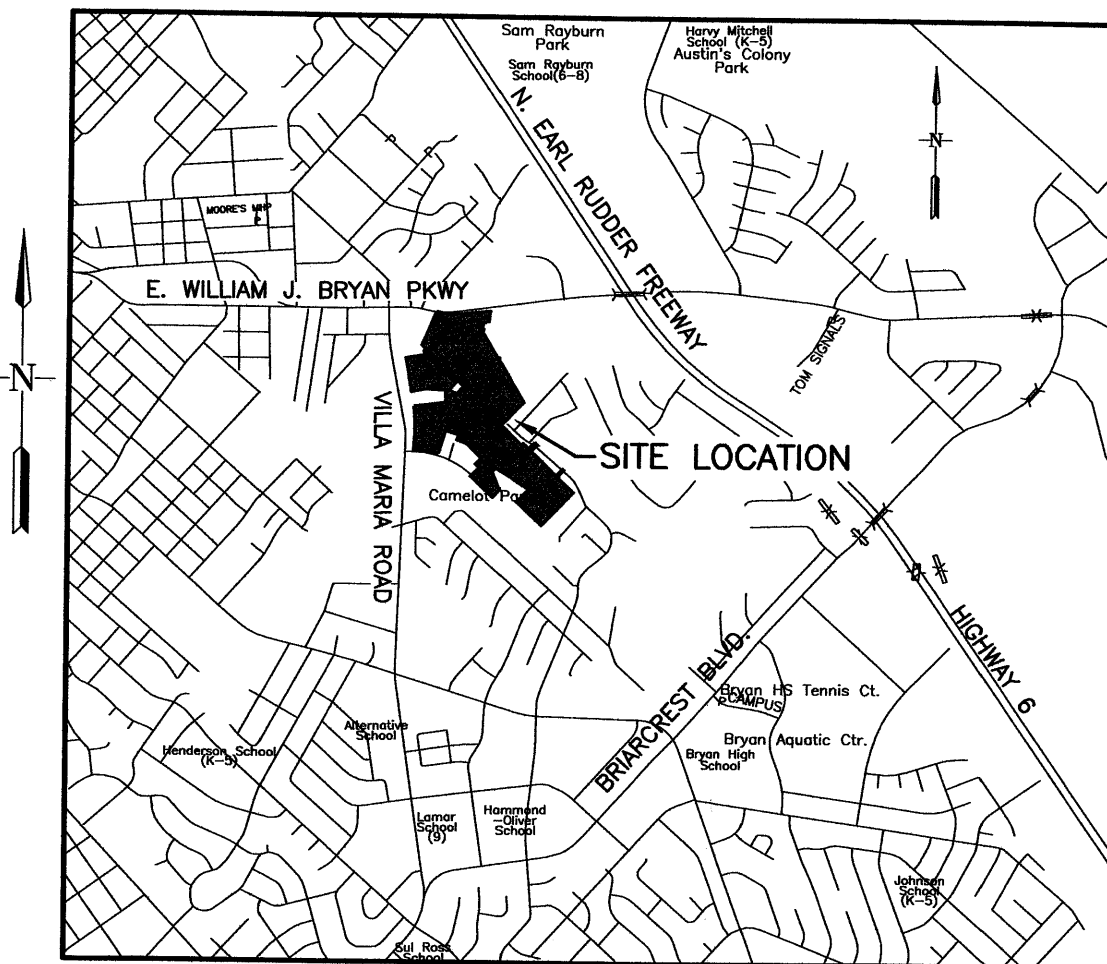 Sam Rayburn
Park
Sam Rayburn
School(6-8)
Harvy Mitchell
School (K-5)
Austin's Colony
Park
N
N. EARL RUDDER FREEWAY
MOORE'S MHP
P
P
P
E. WILLIAM J. BRYAN PKWY
N
TOM SIGNALS
VILLA MARIA ROAD
SITE LOCATION
Camelot Pa
HIGHWAY 6
BRIARCREST BLVD.
Bryan HS Tennis Ct.
P CAMPUS
Bryan Aquatic Ctr.
Bryan High
School
Alternative
School
Henderson School
(K-5)
Lamar
School
(9)
Hammond
-Oliver
School
Johnson
School
(K-5)
Sul Ross
School